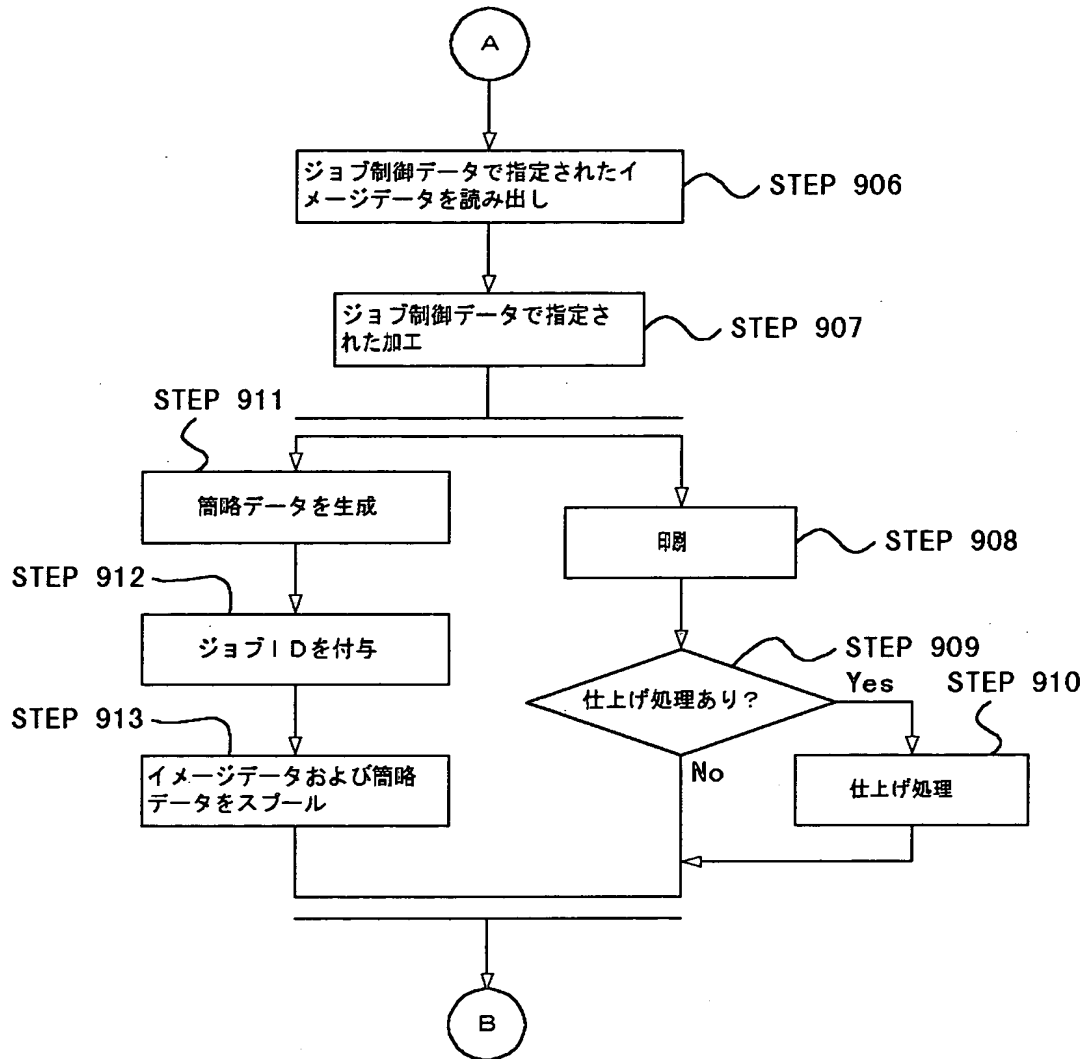 A
ジョブ制御データで指定されたイ
メージデータを読み出し
STEP 906
ジョブ制御データで指定さ
れた加工
STEP 907
STEP 911
簡略データを生成
印刷
STEP 908
STEP 912
ジョブIDを付与
STEP 909
仕上げ処理あり?
Yes
STEP 910
STEP 913
イメージデータおよび簡略
データをスプール
No
仕上げ処理
B